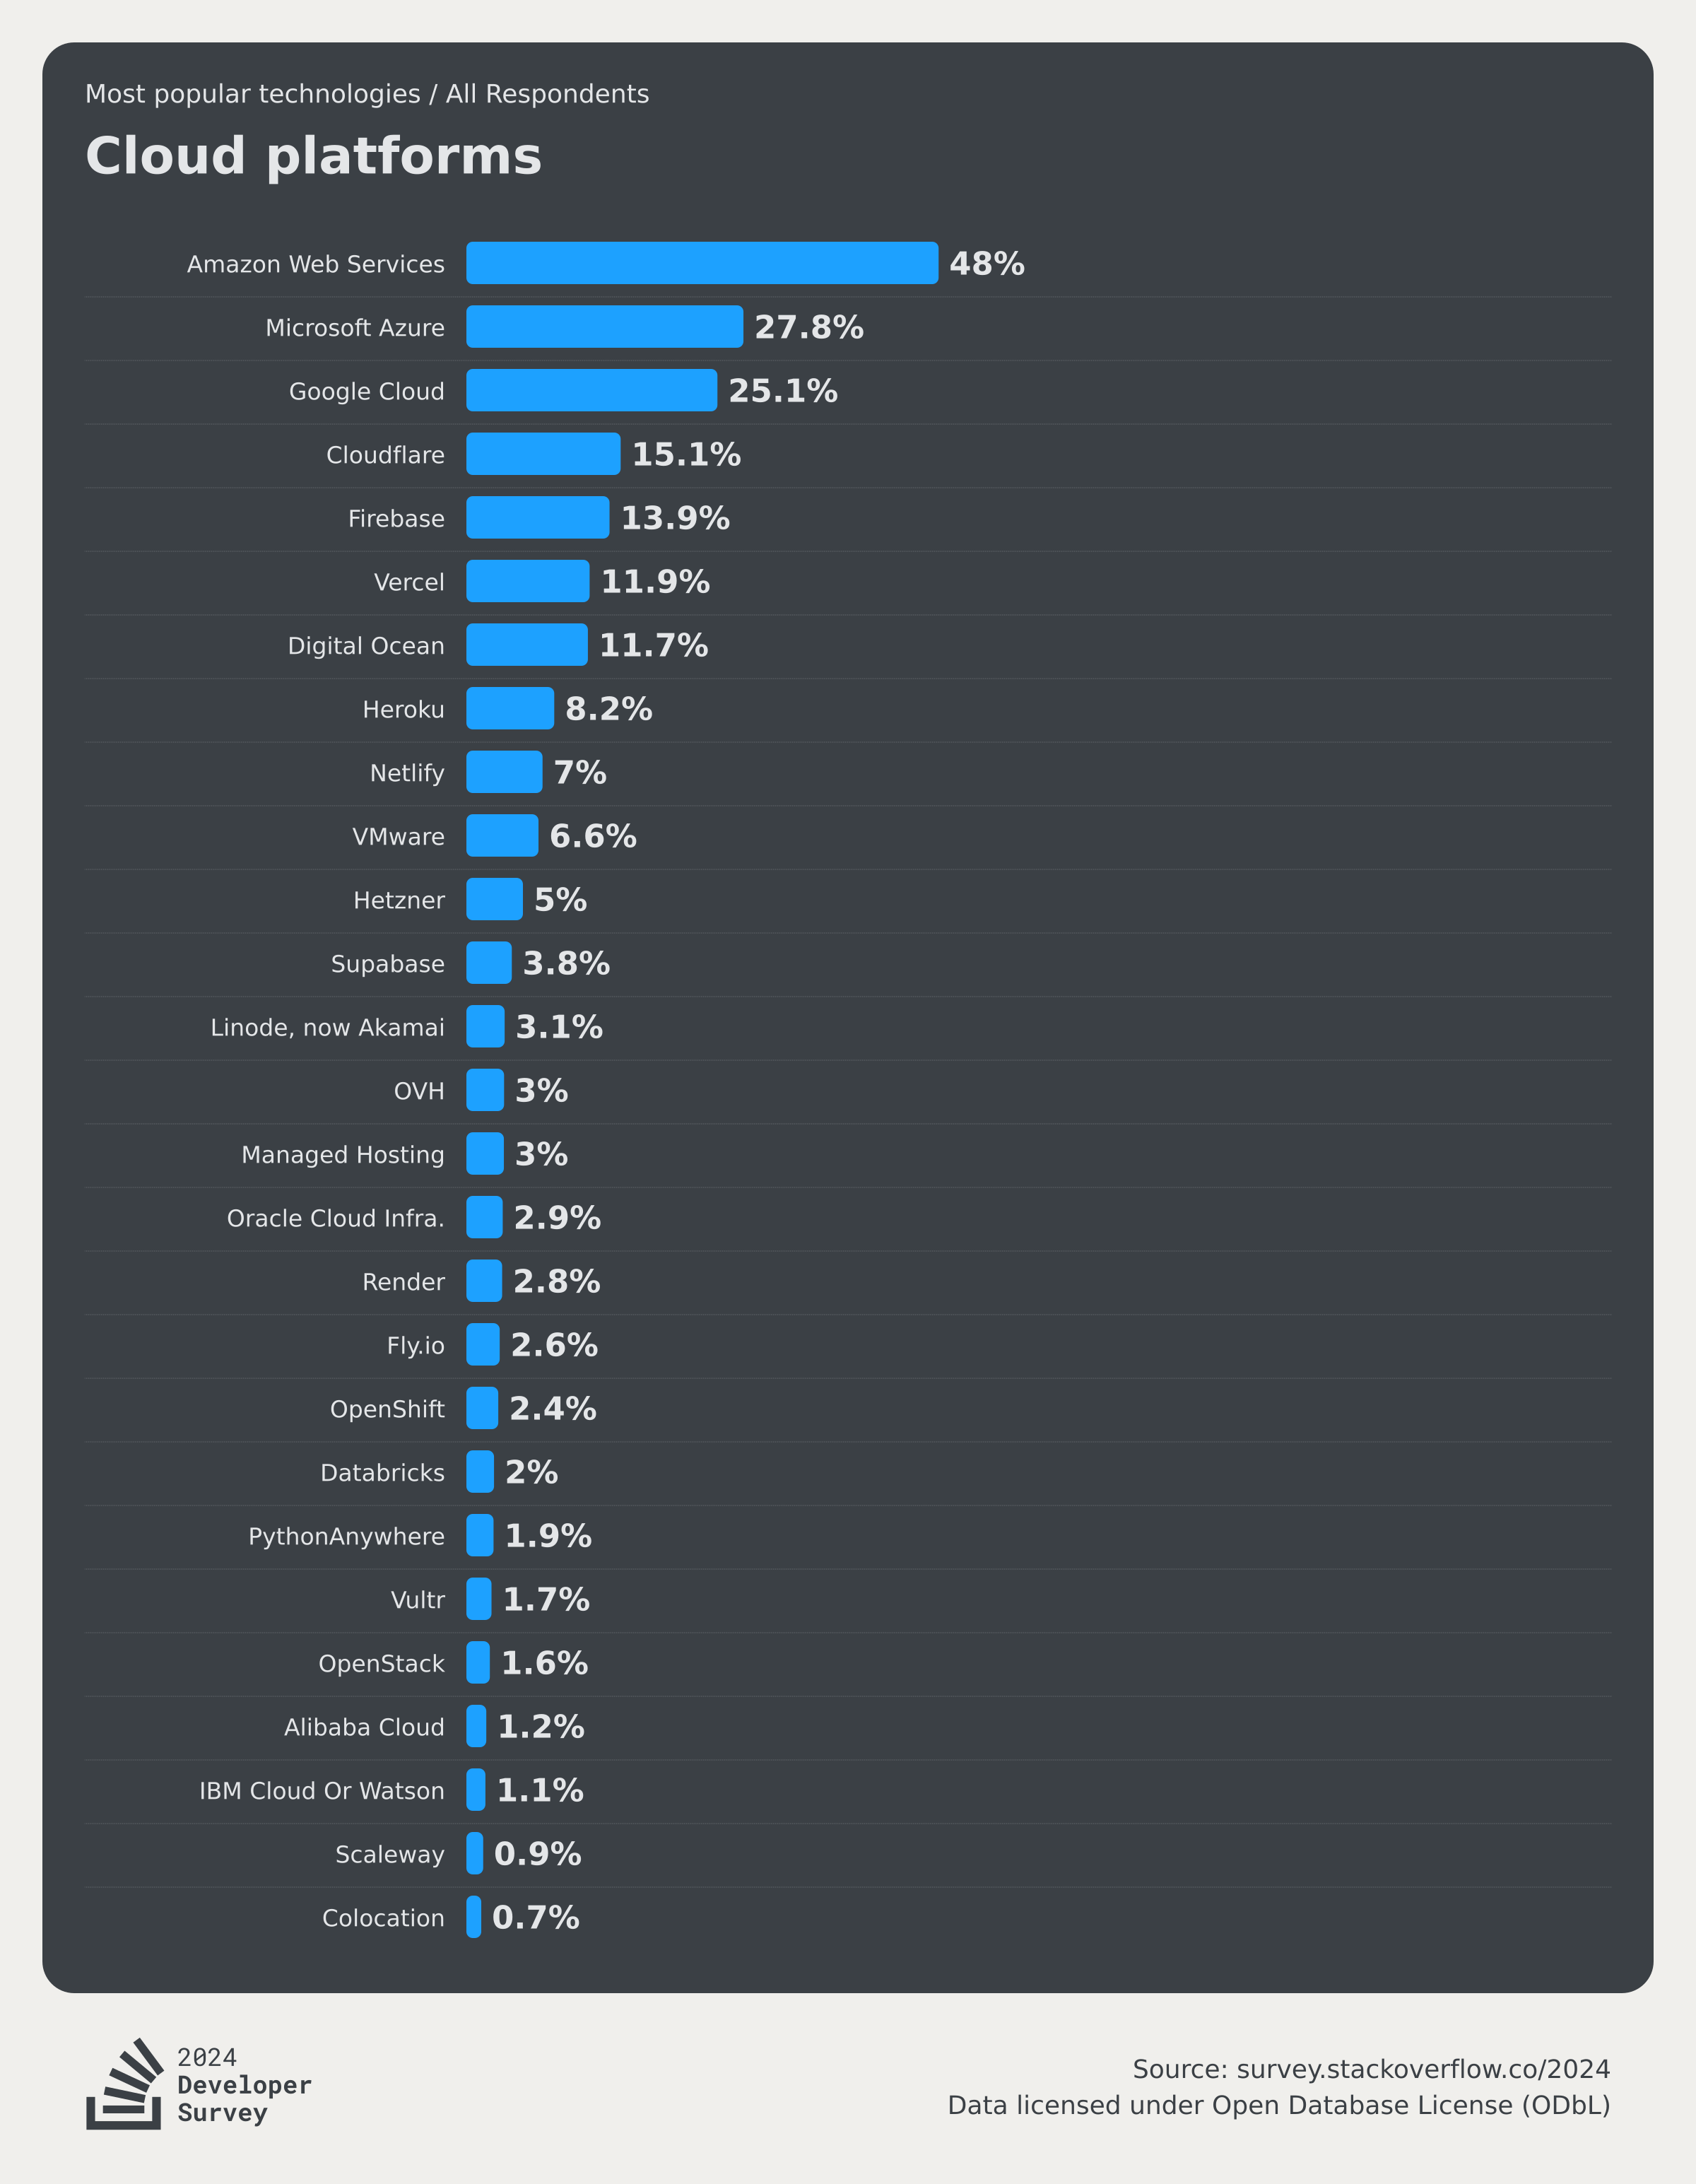 Most popular technologies / All Respondents
Cloud platforms
Amazon Web Services 48%
Microsoft Azure 27.8%
Google Cloud 25.1%
Cloudflare 15.1%
Firebase 13.9%
Vercel 11.9%
Digital Ocean 11.7%
Heroku 8.2%
Netlify 7%
VMware 6.6%
Hetzner 5%
Supabase 3.8%
Linode, now Akamai 3.1%
OVH 3%
Managed Hosting 3%
Oracle Cloud Infra. 2.9%
Render 2.8%
Fly.io 2.6%
OpenShift 2.4%
Databricks 2%
PythonAnywhere 1.9%
Vultr 1.7%
OpenStack 1.6%
Alibaba Cloud 1.2%
IBM Cloud Or Watson 1.1%
Scaleway 0.9%
Colocation 0.7%
2024
Developer
Survey
Source: survey.stackoverflow.co/2024
Data licensed under Open Database License (ODbL)